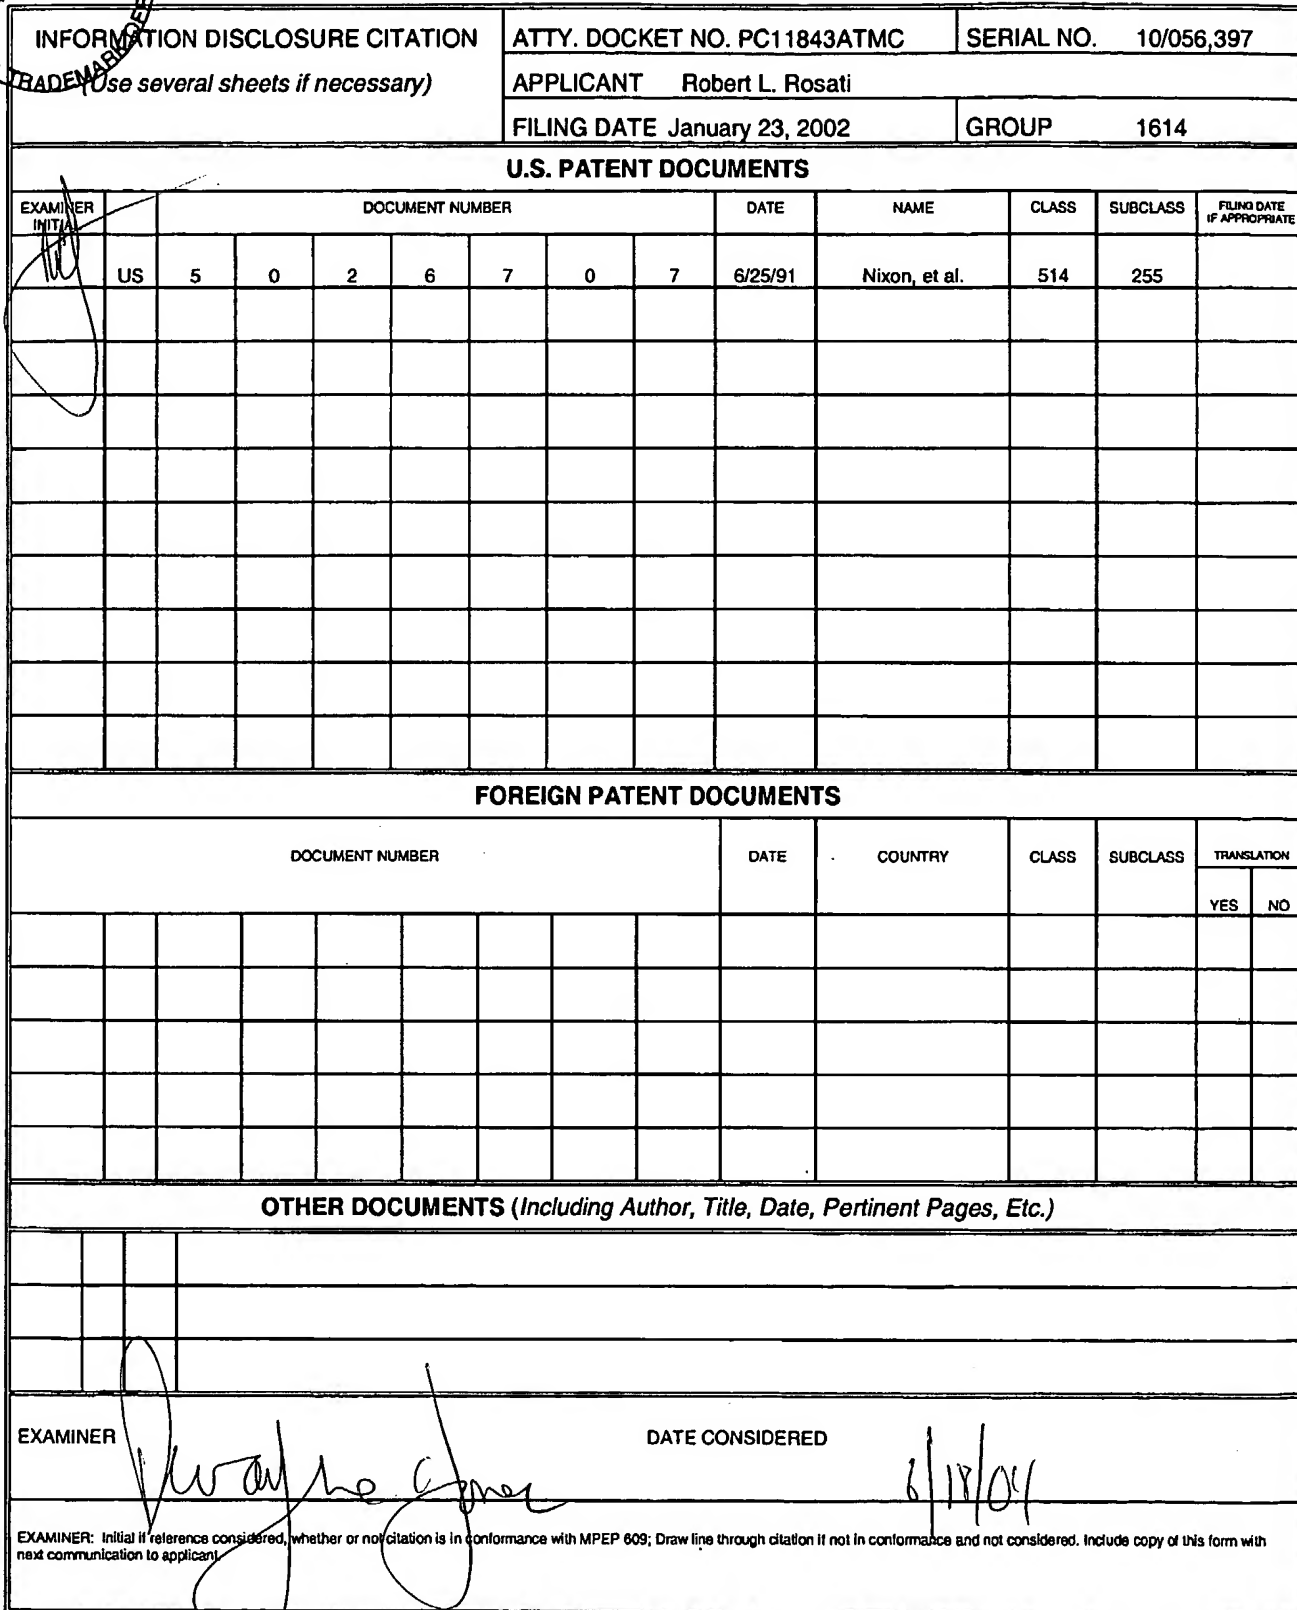 INFORMATION DISCLOSURE CITATION
(Use several sheets if necessary)
TRADEMARK
ATTY. DOCKET NO. PC11843ATMC
SERIAL NO. 10/056,397
APPLICANT Robert L. Rosati
FILING DATE January 23, 2002
GROUP 1614
U.S. PATENT DOCUMENTS
EXAMINER INITIAL DOCUMENT NUMBER DATE NAME CLASS SUBCLASS FILING DATE IF APPROPRIATE
US 5 0 2 6 7 0 7 6/25/91 Nixon, et al. 514 255
FOREIGN PATENT DOCUMENTS
DOCUMENT NUMBER DATE COUNTRY CLASS SUBCLASS TRANSLATION
YES NO
OTHER DOCUMENTS (Including Author, Title, Date, Pertinent Pages, Etc.)
EXAMINER Dwayne Jones DATE CONSIDERED 6/18/04
EXAMINER: Initial if reference considered, whether or not citation is in conformance with MPEP 609; Draw line through citation if not in conformance and not considered. Include copy of this form with
next communication to applicant.